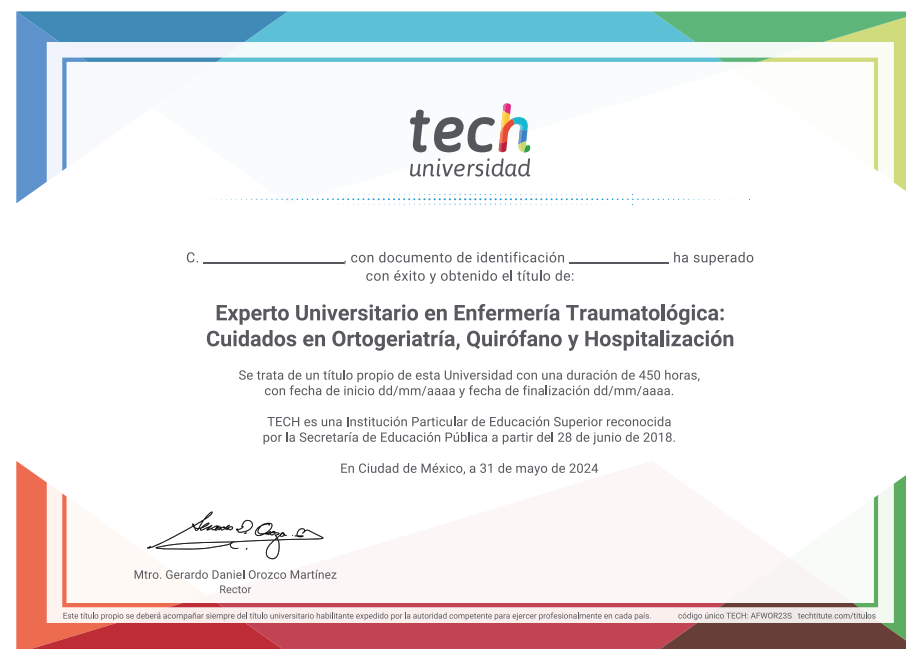 tech
universidad
C. ____________________, con documento de identificación ______________ ha superado
con éxito y obtenido el título de:
Experto Universitario en Enfermería Traumatológica:
Cuidados en Ortogeriatría, Quirófano y Hospitalización
Se trata de un título propio de esta Universidad con una duración de 450 horas,
con fecha de inicio dd/mm/aaaa y fecha de finalización dd/mm/aaaa.
TECH es una Institución Particular de Educación Superior reconocida
por la Secretaría de Educación Pública a partir del 28 de junio de 2018.
En Ciudad de México, a 31 de mayo de 2024
Mtro. Gerardo Daniel Orozco Martínez
Rector
Este título propio se deberá acompañar siempre del título universitario habilitante expedido por la autoridad competente para ejercer profesionalmente en cada país. código único TECH: AFWOR23S techtitute.com/titulos